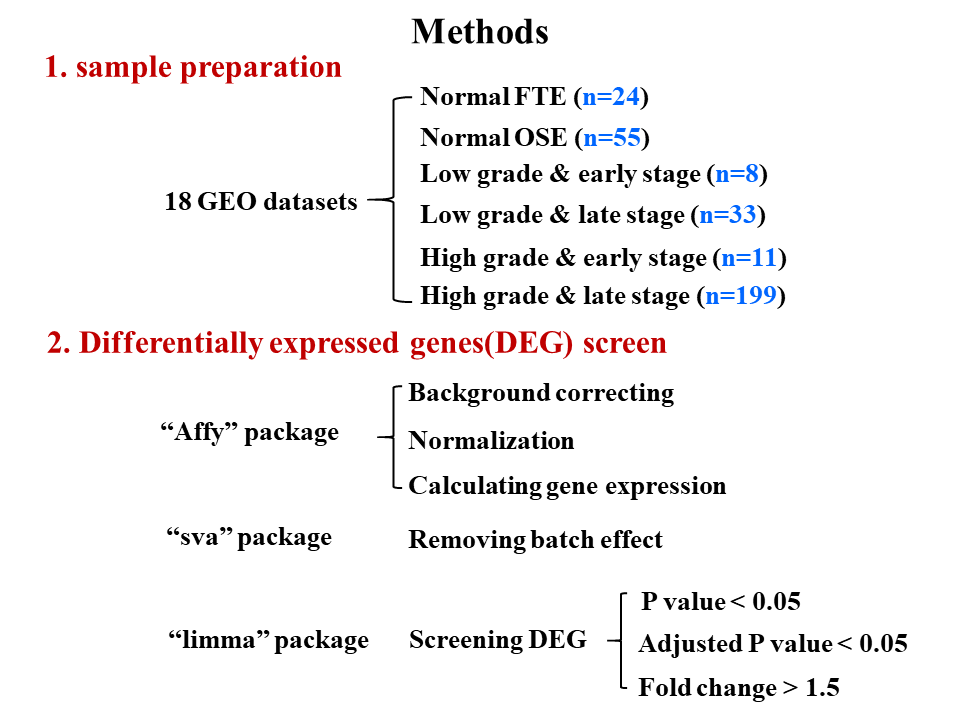 Methods
1. sample preparation
18 GEO datasets
Normal FTE (n=24)
Normal OSE (n=55)
Low grade & early stage (n=8)
Low grade & late stage (n=33)
High grade & early stage (n=11)
High grade & late stage (n=199)
2. Differentially expressed genes(DEG) screen
“Affy” package
Background correcting
Normalization
Calculating gene expression
“sva” package
Removing batch effect
“limma” package
Screening DEG
P value < 0.05
Adjusted P value < 0.05
Fold change > 1.5